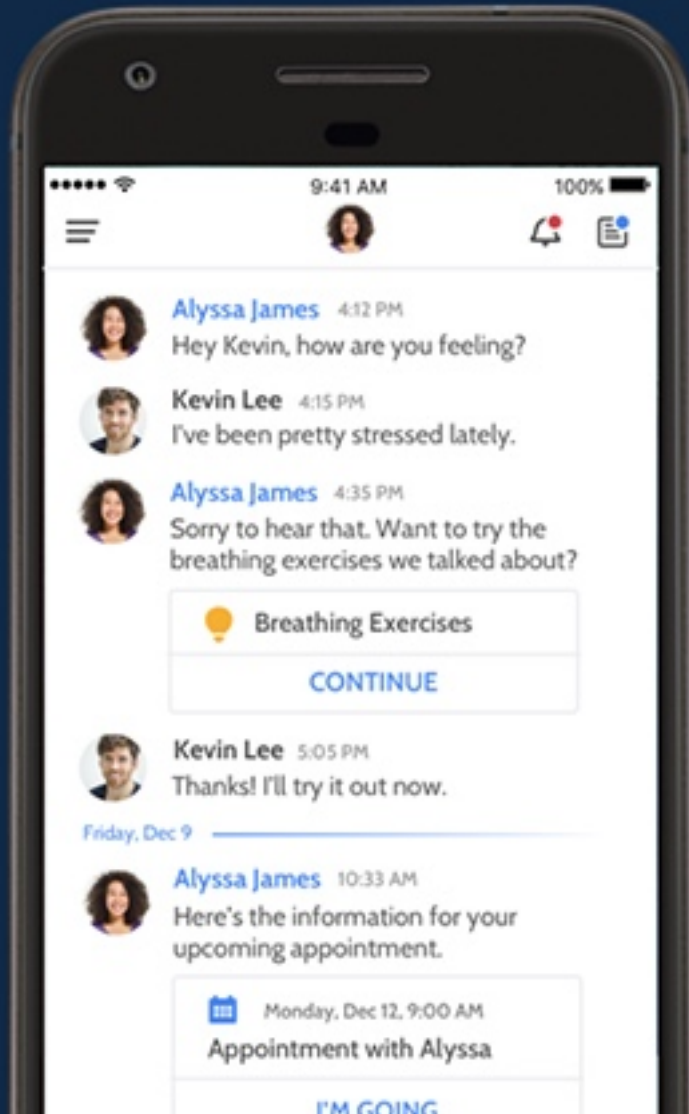 9:41 AM
100%
Alyssa James 4:12 PM
Hey Kevin, how are you feeling?
Kevin Lee 4:15 PM
I've been pretty stressed lately.
Alyssa James 4:35 PM
Sorry to hear that. Want to try the
breathing exercises we talked about?
Breathing Exercises
CONTINUE
Kevin Lee 5:05 PM
Thanks! I'll try it out now.
Friday, Dec 9
Alyssa James 10:33 AM
Here's the information for your
upcoming appointment.
Monday, Dec 12, 9:00 AM
Appointment with Alyssa
I'M GOING